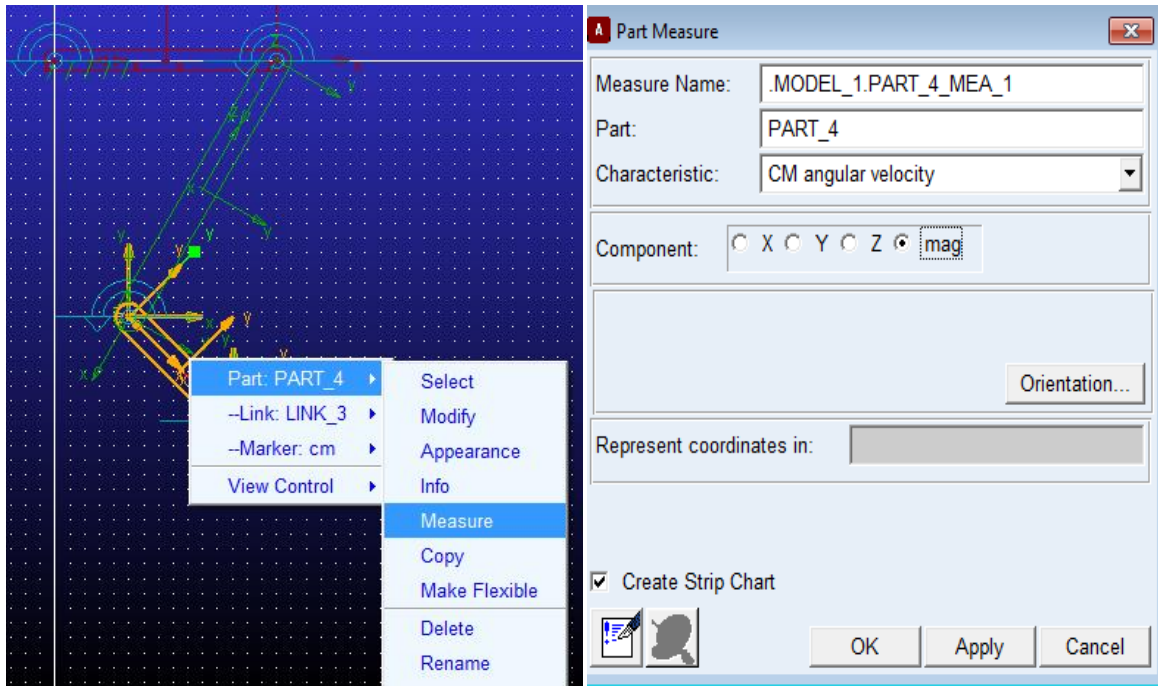 Part: PART_4
--Link: LINK_3
--Marker: cm
View Control
Select
Modify
Appearance
Info
Measure
Copy
Make Flexible
Delete
Rename
Part Measure
Measure Name: .MODEL_1.PART_4_MEA_1
Part: PART_4
Characteristic: CM angular velocity
Component: X Y Z mag
Orientation...
Represent coordinates in:
Create Strip Chart
OK Apply Cancel